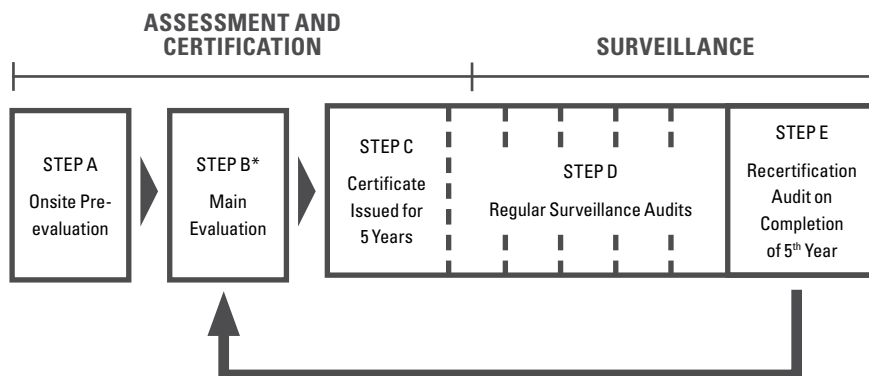 ASSESSMENT AND
CERTIFICATION
SURVEILLANCE
STEP A
Onsite Pre-
evaluation
STEP B*
Main
Evaluation
STEP C
Certificate
Issued for
5 Years
STEP D
Regular Surveillance Audits
STEP E
Recertification
Audit on
Completion
of 5th Year